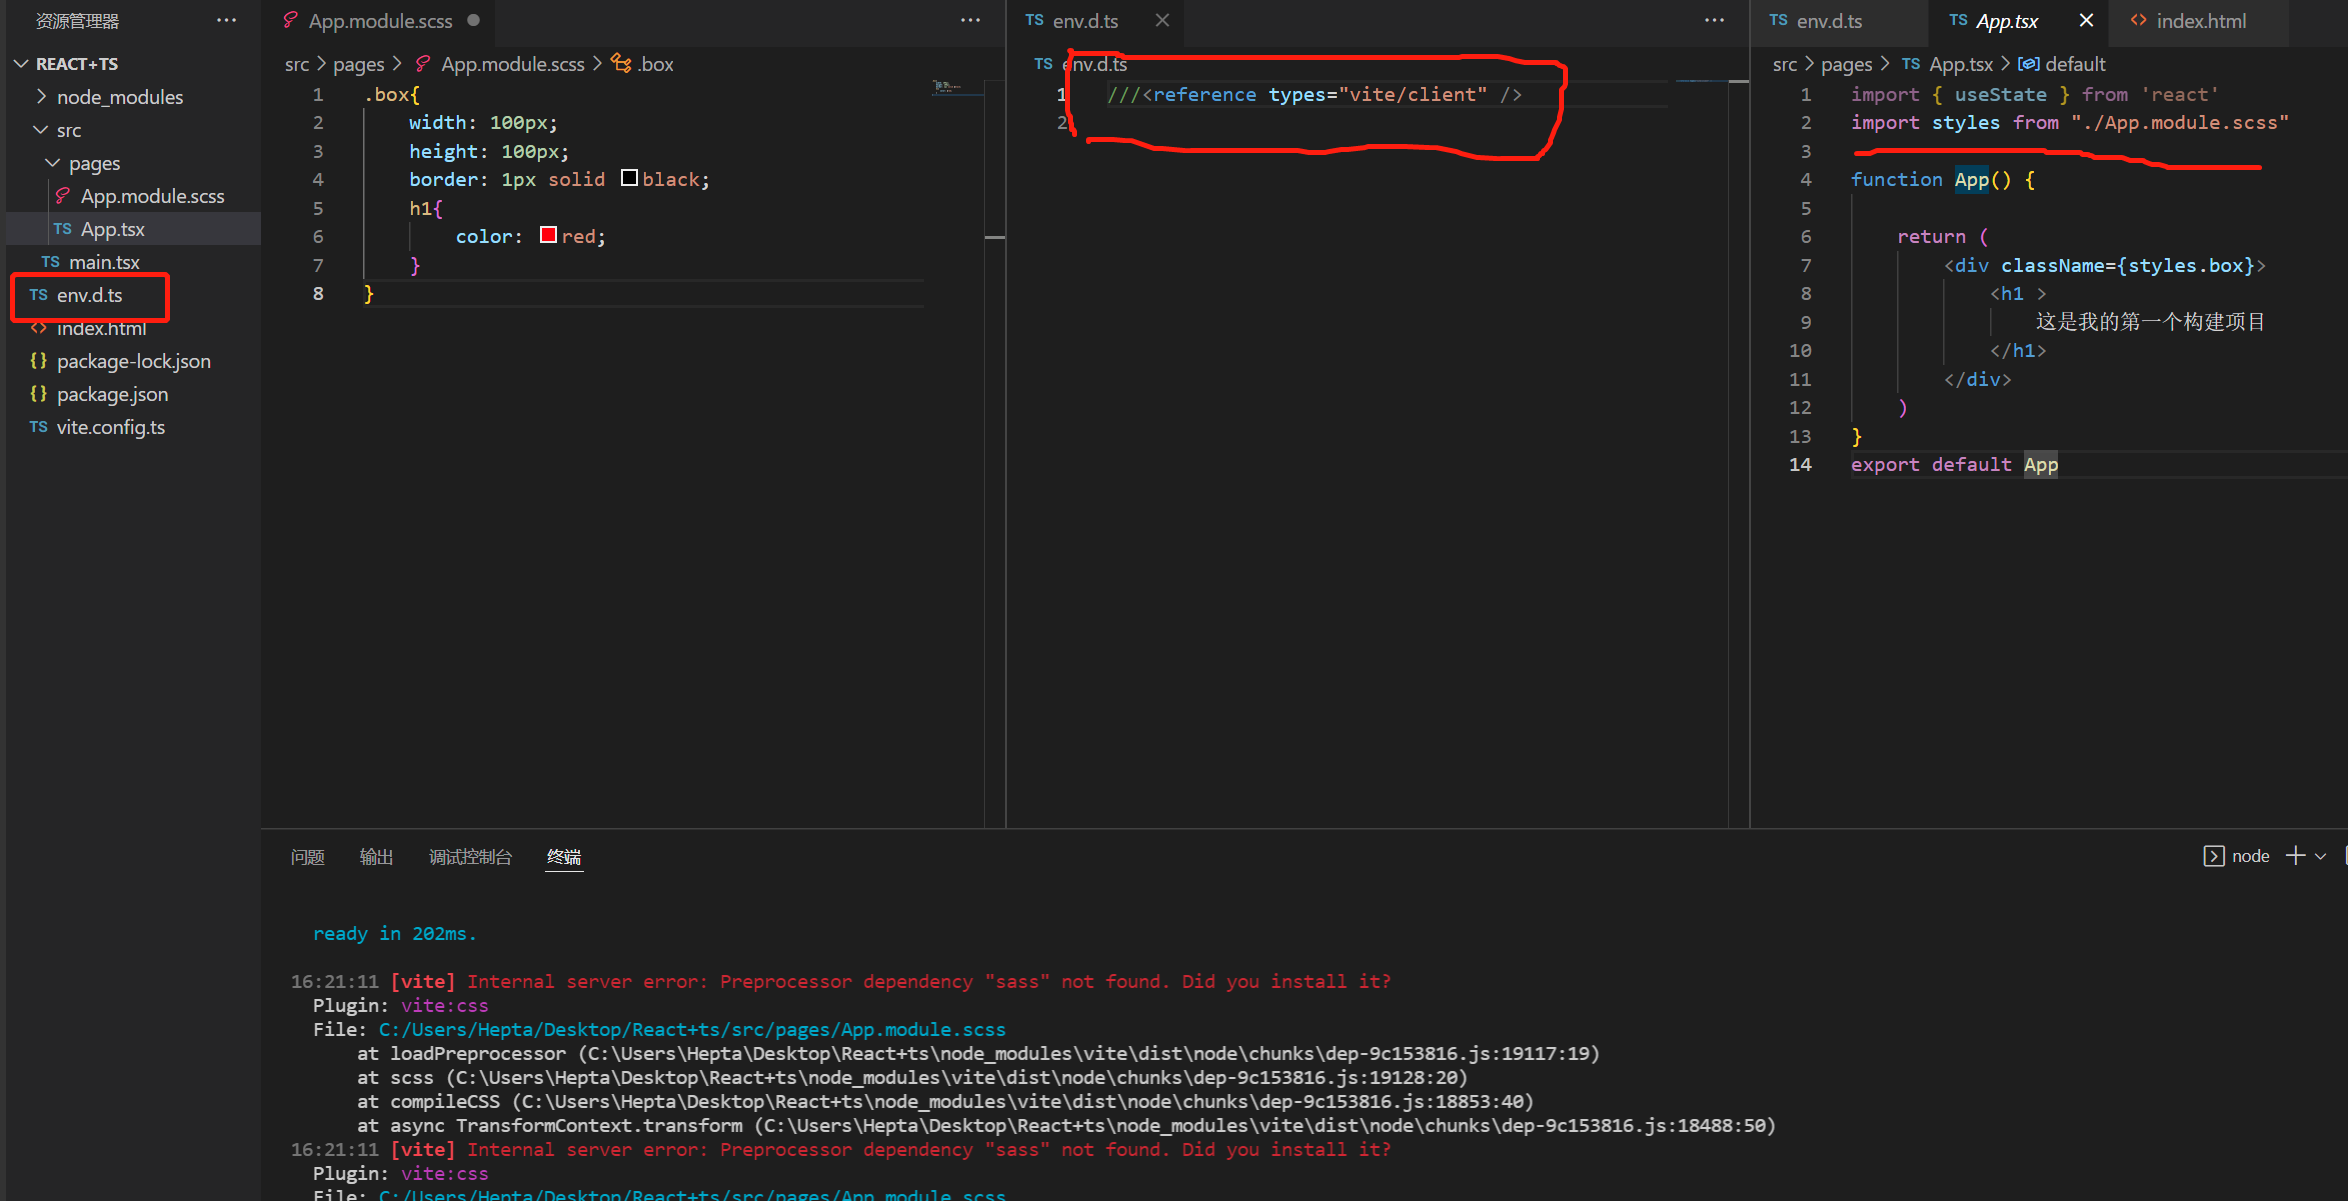 资源管理器 ···
REACT+TS
node_modules
src
pages
App.module.scss
TS App.tsx
TS main.tsx
TS env.d.ts
<> index.html
{} package-lock.json
{} package.json
TS vite.config.ts
App.module.scss ● ···
src > pages > App.module.scss > .box
1 .box{
2     width: 100px;
3     height: 100px;
4     border: 1px solid black;
5     h1{
6         color: red;
7     }
8 }
TS env.d.ts × ···
TS env.d.ts
1 ///<reference types="vite/client" />
2
TS env.d.ts TS App.tsx × <> index.html
src > pages > TS App.tsx > default
1 import { useState } from 'react'
2 import styles from "./App.module.scss"
3
4 function App() {
5
6     return (
7         <div className={styles.box}>
8             <h1 >
9                 这是我的第一个构建项目
10             </h1>
11         </div>
12     )
13 }
14 export default App
问题 输出 调试控制台 终端
node
ready in 202ms.
16:21:11 [vite] Internal server error: Preprocessor dependency "sass" not found. Did you install it?
Plugin: vite:css
File: C:/Users/Hepta/Desktop/React+ts/src/pages/App.module.scss
at loadPreprocessor (C:\Users\Hepta\Desktop\React+ts\node_modules\vite\dist\node\chunks\dep-9c153816.js:19117:19)
at scss (C:\Users\Hepta\Desktop\React+ts\node_modules\vite\dist\node\chunks\dep-9c153816.js:19128:20)
at compileCSS (C:\Users\Hepta\Desktop\React+ts\node_modules\vite\dist\node\chunks\dep-9c153816.js:18853:40)
at async TransformContext.transform (C:\Users\Hepta\Desktop\React+ts\node_modules\vite\dist\node\chunks\dep-9c153816.js:18488:50)
16:21:11 [vite] Internal server error: Preprocessor dependency "sass" not found. Did you install it?
Plugin: vite:css
File: C:/Users/Hepta/Desktop/React+ts/src/pages/App.module.scss